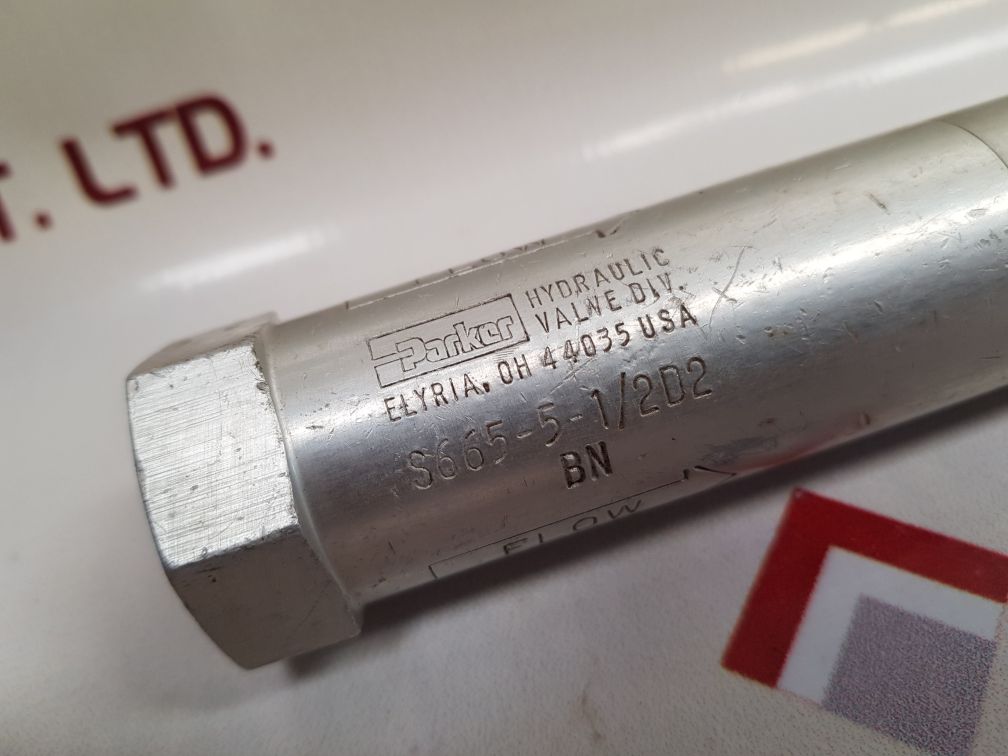 T. LTD.
Parker HYDRAULIC
VALVE DIV.
ELYRIA, OH 44035 USA
S665-5-1/2D2
BN
FLOW